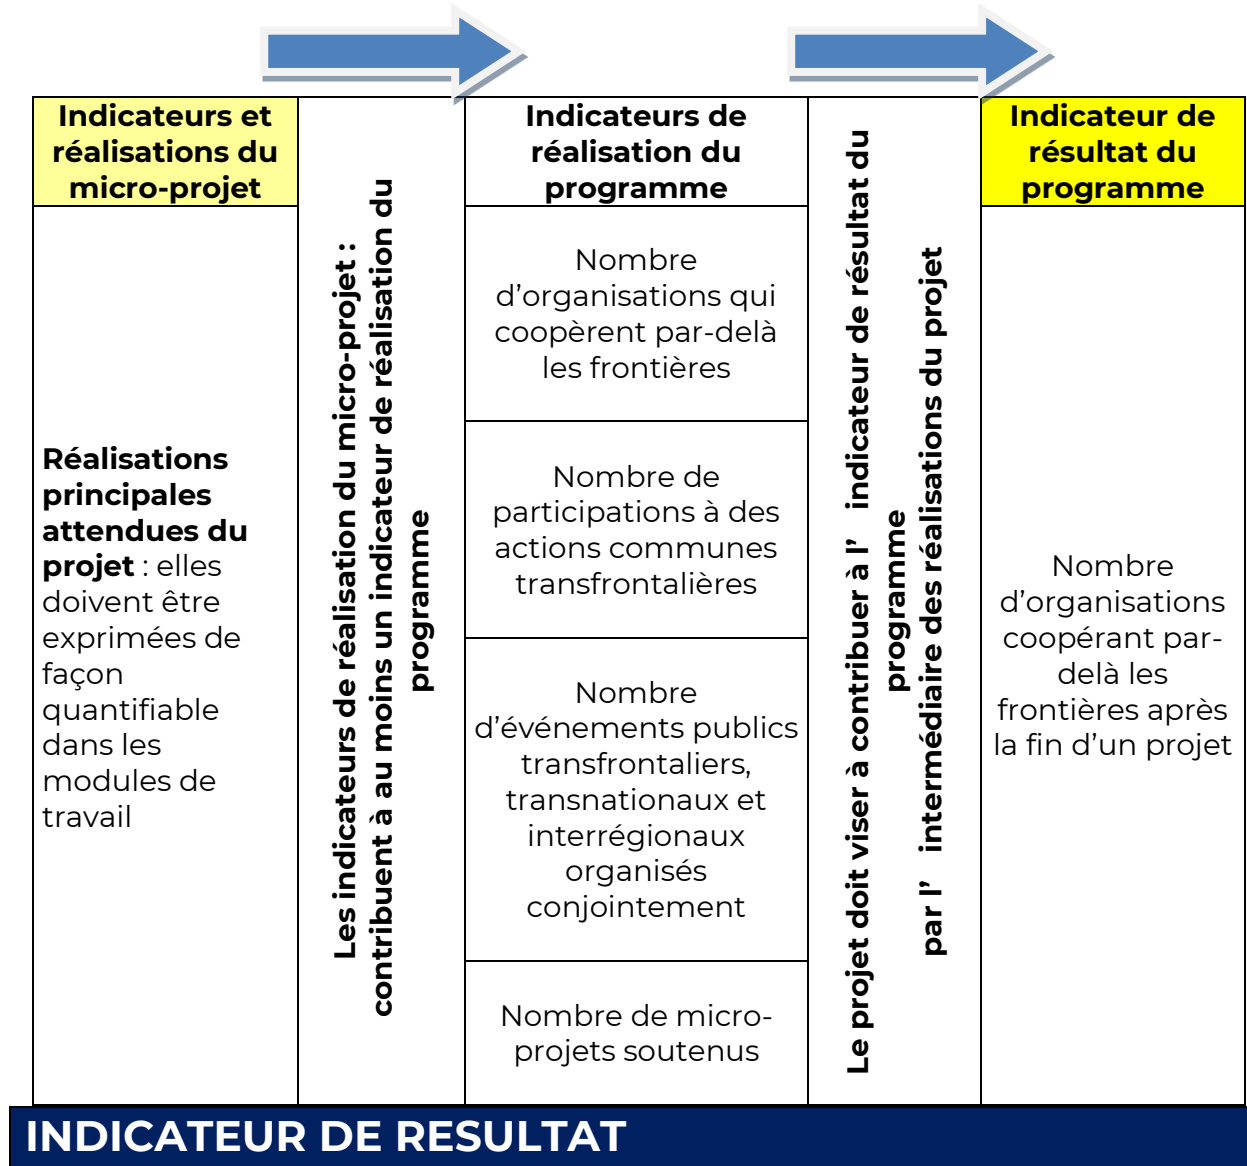 Indicateurs et
réalisations du
micro-projet
Réalisations
principales
attendues du
projet : elles
doivent être
exprimées de
façon
quantifiable
dans les
modules de
travail
Les indicateurs de réalisation du micro-projet :
contribuent à au moins un indicateur de réalisation du
programme
Indicateurs de
réalisation du
programme
Nombre
d’organisations qui
coopèrent par-delà
les frontières
Nombre de
participations à des
actions communes
transfrontalières
Nombre
d’événements publics
transfrontaliers,
transnationaux et
interrégionaux
organisés
conjointement
Nombre de micro-
projets soutenus
Le projet doit viser à contribuer à l’ indicateur de résultat du
programme
par l’ intermédiaire des réalisations du projet
Indicateur de
résultat du
programme
Nombre
d’organisations
coopérant par-
delà les
frontières après
la fin d’un projet
INDICATEUR DE RESULTAT